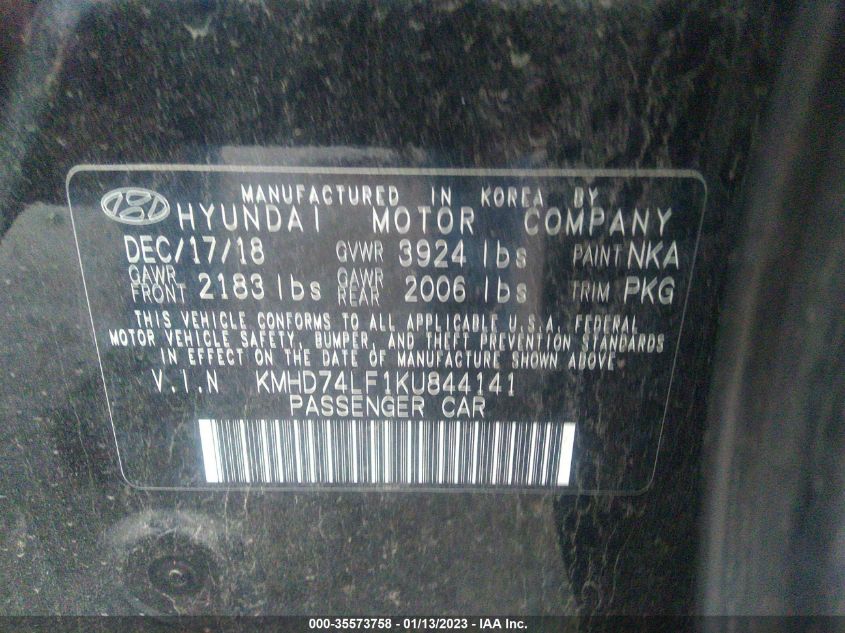 MANUFACTURED IN KOREA BY
HYUNDAI MOTOR COMPANY
DEC/17/18 GVWR 3924 lbs PAINT NKA
GAWR FRONT 2183 lbs GAWR REAR 2006 lbs TRIM PKG
THIS VEHICLE CONFORMS TO ALL APPLICABLE U.S.A. FEDERAL
MOTOR VEHICLE SAFETY, BUMPER, AND THEFT PREVENTION STANDARDS
IN EFFECT ON THE DATE OF MANUFACTURE SHOWN ABOVE
V.I.N KMHD74LF1KU844141
PASSENGER CAR
000-35573758 - 01/13/2023 - IAA Inc.